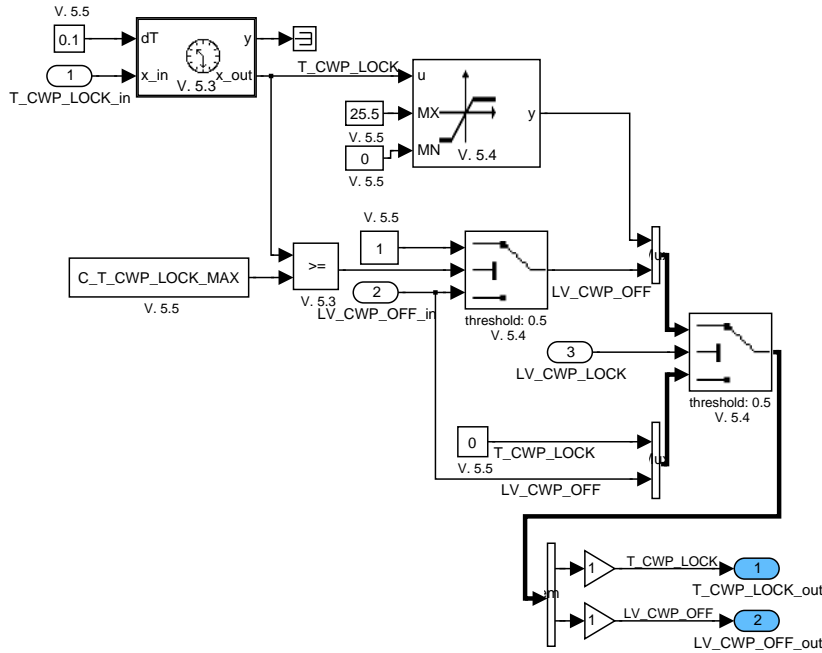 V. 5.5
0.1
dT
y
1
x_in
x_out
V. 5.3
T_CWP_LOCK_in
T_CWP_LOCK
u
25.5
MX
y
V. 5.5
0
MN
V. 5.4
V. 5.5
V. 5.5
1
C_T_CWP_LOCK_MAX
>=
V. 5.5
V. 5.3
2
LV_CWP_OFF_in
LV_CWP_OFF
threshold: 0.5
V. 5.4
3
LV_CWP_LOCK
threshold: 0.5
V. 5.4
0
T_CWP_LOCK
V. 5.5
LV_CWP_OFF
1
T_CWP_LOCK
1
T_CWP_LOCK_out
1
LV_CWP_OFF
2
LV_CWP_OFF_out